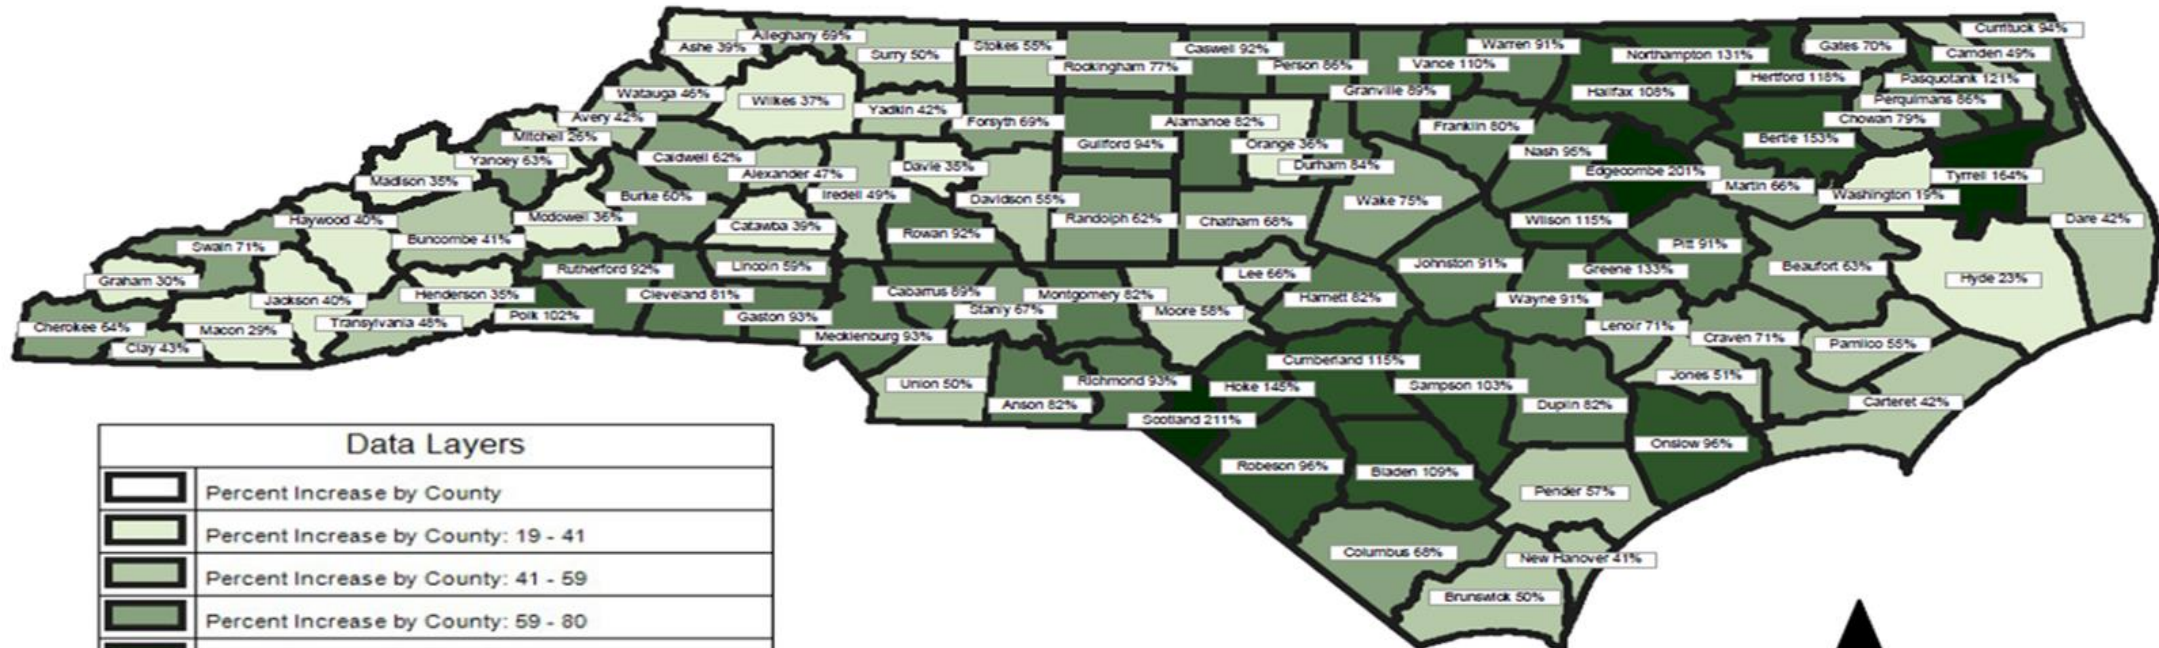 Currituck 94%
Alleghany 69%
Ashe 39%
Surry 50%
Stokes 55%
Caswell 92%
Warren 91%
Northampton 131%
Gates 70%
Camden 49%
Rockingham 77%
Person 86%
Vance 110%
Hertford 118%
Pasquotank 121%
Watauga 46%
Wilkes 37%
Yadkin 42%
Granville 89%
Halifax 108%
Perquimans 86%
Avery 42%
Forsyth 69%
Alamance 82%
Franklin 80%
Chowan 79%
Mitchell 26%
Guilford 94%
Orange 36%
Nash 95%
Bertie 153%
Yancey 63%
Caldwell 62%
Davie 35%
Durham 84%
Edgecombe 201%
Tyrrell 164%
Madison 35%
Alexander 47%
Martin 66%
Burke 60%
Iredell 49%
Davidson 55%
Wake 75%
Washington 19%
Haywood 40%
Mcdowell 36%
Catawba 39%
Randolph 62%
Chatham 68%
Wilson 115%
Dare 42%
Swain 71%
Buncombe 41%
Rowan 92%
Pitt 91%
Rutherford 92%
Lincoln 59%
Lee 66%
Johnston 91%
Greene 133%
Beaufort 63%
Graham 30%
Jackson 40%
Henderson 35%
Cleveland 81%
Cabarrus 89%
Montgomery 82%
Harnett 82%
Wayne 91%
Hyde 23%
Cherokee 64%
Macon 29%
Transylvania 48%
Polk 102%
Gaston 93%
Stanly 67%
Moore 58%
Lenoir 71%
Clay 43%
Mecklenburg 93%
Craven 71%
Pamlico 55%
Cumberland 115%
Union 50%
Richmond 93%
Hoke 145%
Sampson 103%
Jones 51%
Anson 82%
Duplin 82%
Carteret 42%
Scotland 211%
Onslow 96%
Robeson 96%
Bladen 109%
Pender 57%
Columbus 68%
New Hanover 41%
Brunswick 50%
Data Layers
Percent Increase by County
Percent Increase by County: 19 - 41
Percent Increase by County: 41 - 59
Percent Increase by County: 59 - 80